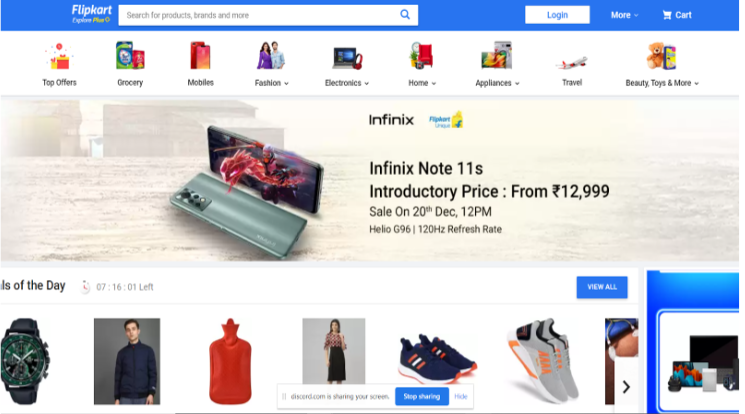 Flipkart
Explore Plus
Search for products, brands and more
Login
More
Cart
Top Offers
Grocery
Mobiles
Fashion
Electronics
Home
Appliances
Travel
Beauty, Toys & More
Infinix
Flipkart
Unique
Infinix Note 11s
Introductory Price : From ₹12,999
Sale On 20th Dec, 12PM
Helio G96 | 120Hz Refresh Rate
ls of the Day
07 : 16 : 01 Left
VIEW ALL
discord.com is sharing your screen.
Stop sharing
Hide